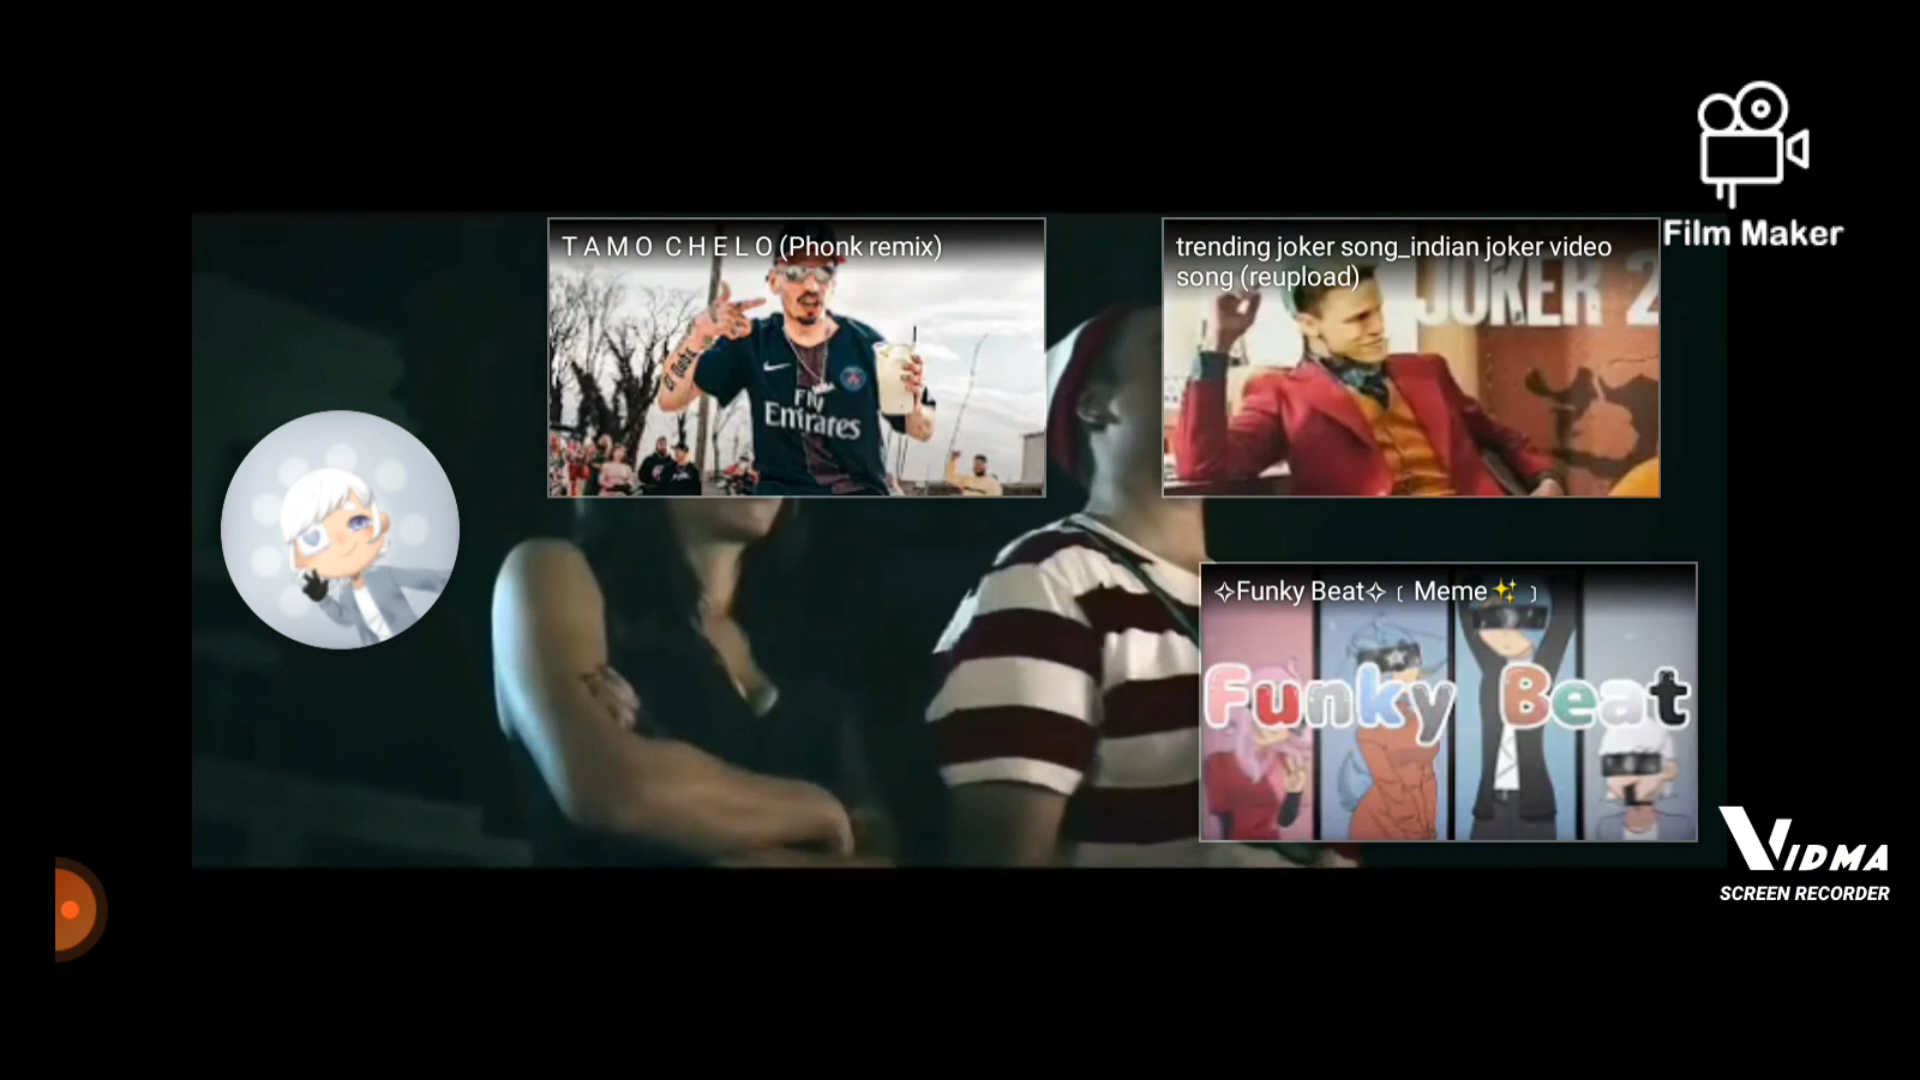 T A M O  C H E L O (Phonk remix)
trending joker song_indian joker video
song (reupload)
JOKER 2
Film Maker
Fly
Emirates
✧Funky Beat✧﹝Meme✨﹞
Funky Beat
VIDMA
SCREEN RECORDER